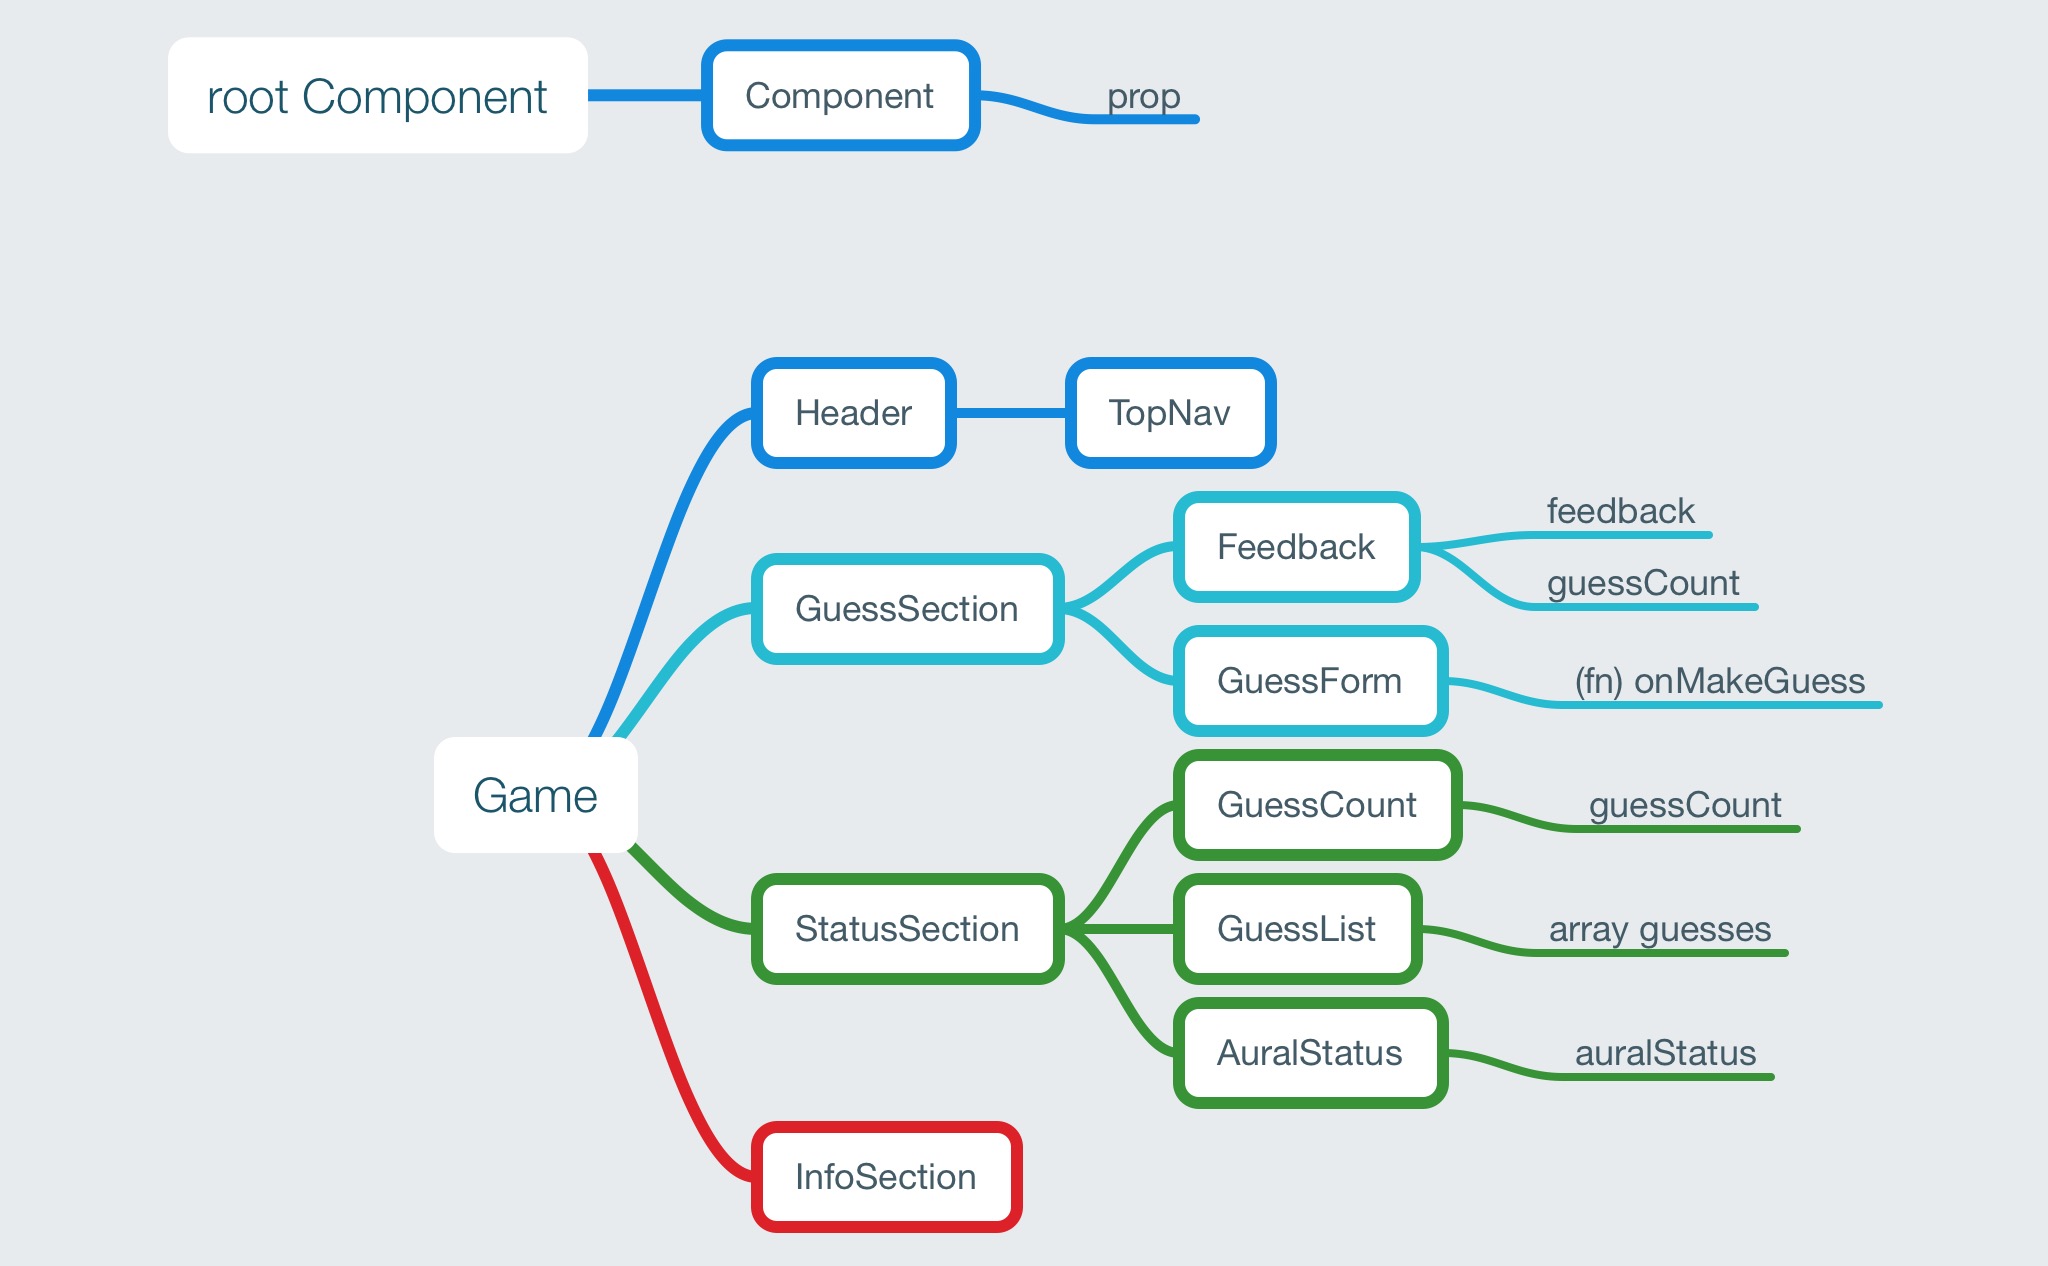 root Component
Component
prop
Header
TopNav
GuessSection
Feedback
feedback
guessCount
GuessForm
(fn) onMakeGuess
Game
StatusSection
GuessCount
guessCount
GuessList
array guesses
AuralStatus
auralStatus
InfoSection